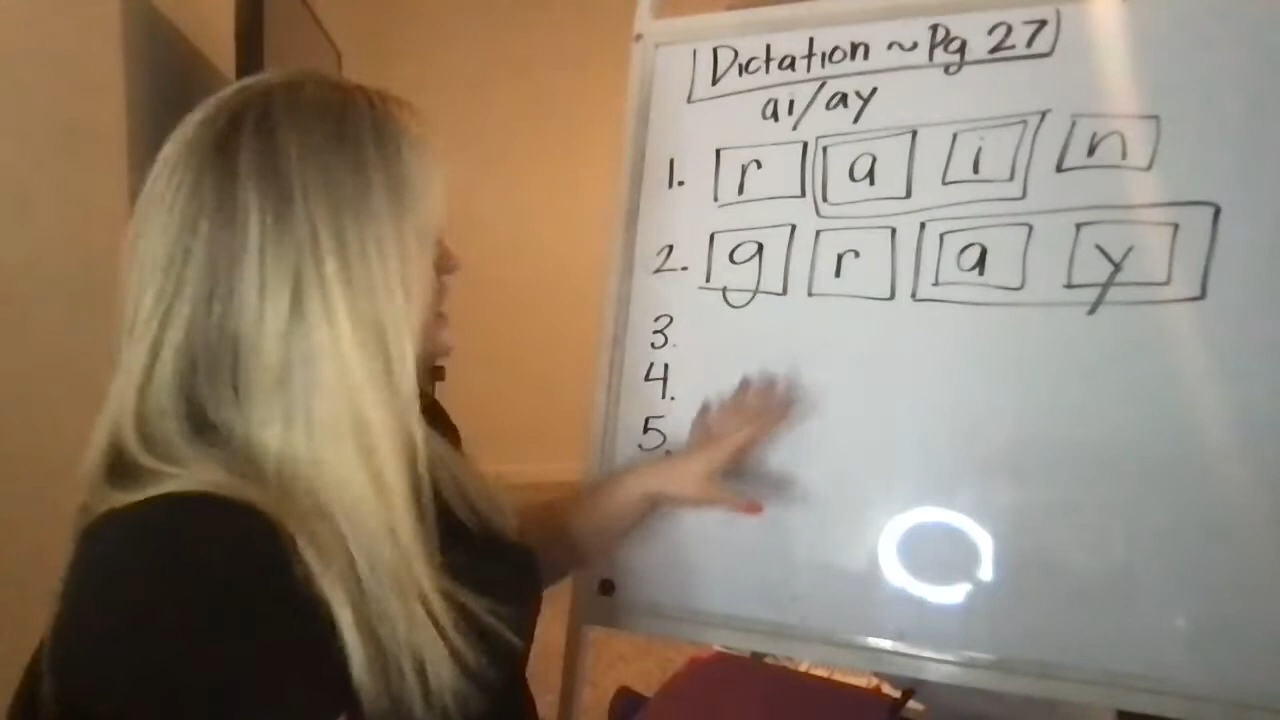 Dictation ~ Pg 27
ai/ay
1. r a i n
2. g r a y
3.
4.
5.